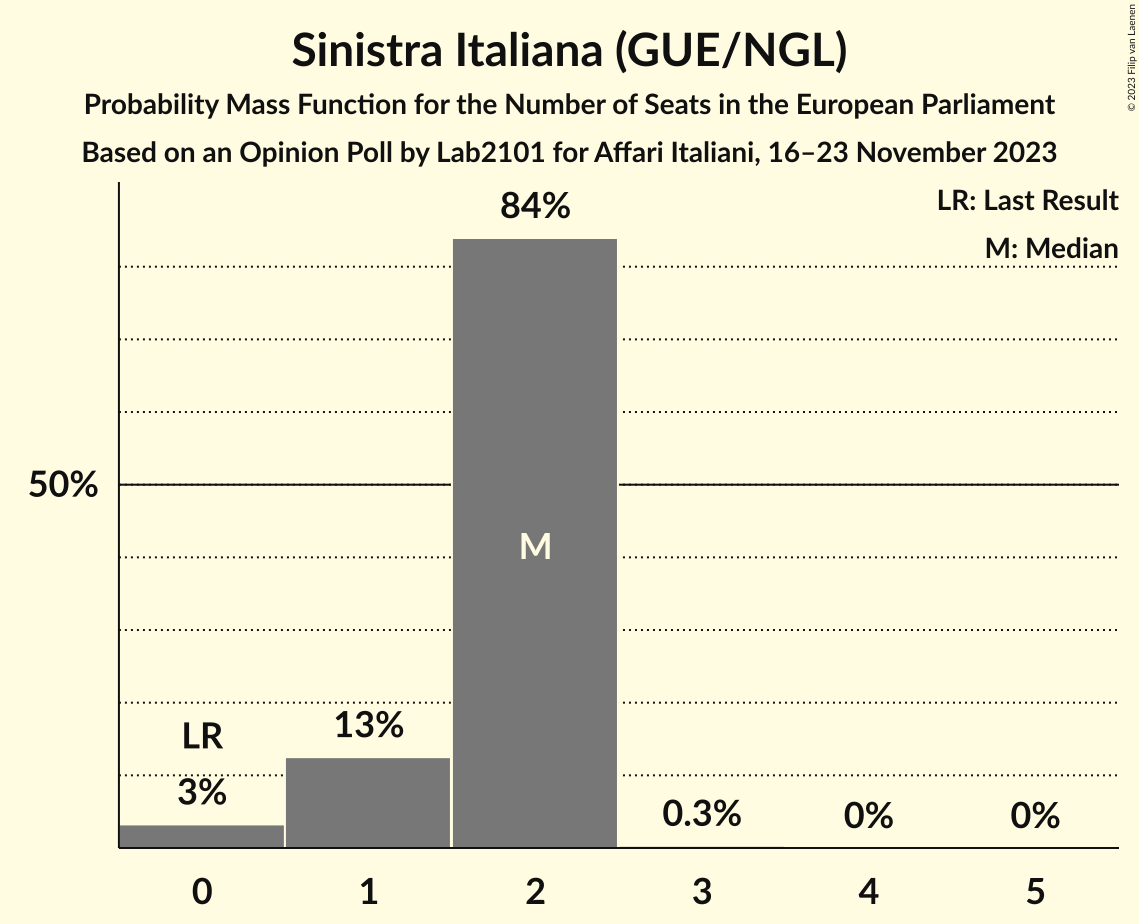 Sinistra Italiana (GUE/NGL)
Probability Mass Function for the Number of Seats in the European Parliament
Based on an Opinion Poll by Lab2101 for Affari Italiani, 16–23 November 2023
© 2023 Filip van Laenen
LR: Last Result
M: Median
84%
50%
M
LR
13%
3%
0.3%
0%
0%
0 1 2 3 4 5